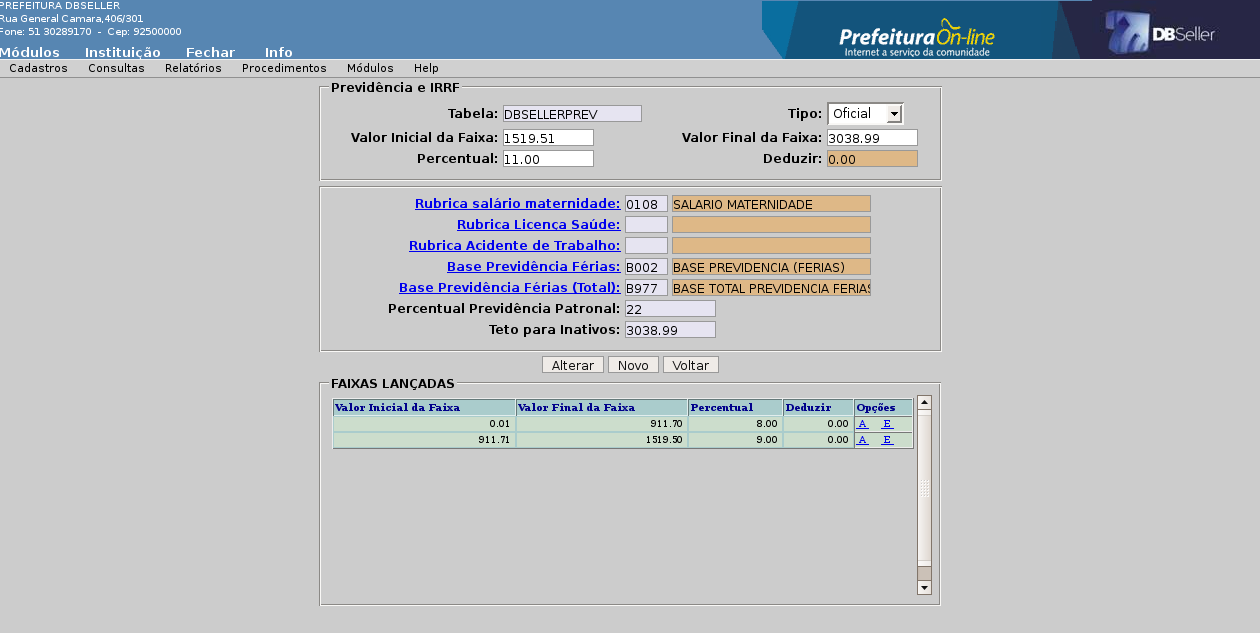 PREFEITURA DBSELLER
Rua General Camara,406/301
Fone: 51 30289170 - Cep: 92500000
Módulos Instituição Fechar Info
PrefeituraOn-line
Internet a serviço da comunidade
DBSeller
Cadastros Consultas Relatórios Procedimentos Módulos Help
Previdência e IRRF
Tabela: DBSELLERPREV Tipo: Oficial
Valor Inicial da Faixa: 1519.51 Valor Final da Faixa: 3038.99
Percentual: 11.00 Deduzir: 0.00
Rubrica salário maternidade: 0108 SALARIO MATERNIDADE
Rubrica Licença Saúde:
Rubrica Acidente de Trabalho:
Base Previdência Férias: B002 BASE PREVIDENCIA (FERIAS)
Base Previdência Férias (Total): B977 BASE TOTAL PREVIDENCIA FERIAS
Percentual Previdência Patronal: 22
Teto para Inativos: 3038.99
Alterar Novo Voltar
FAIXAS LANÇADAS
Valor Inicial da Faixa Valor Final da Faixa Percentual Deduzir Opções
0.01 911.70 8.00 0.00 A E
911.71 1519.50 9.00 0.00 A E